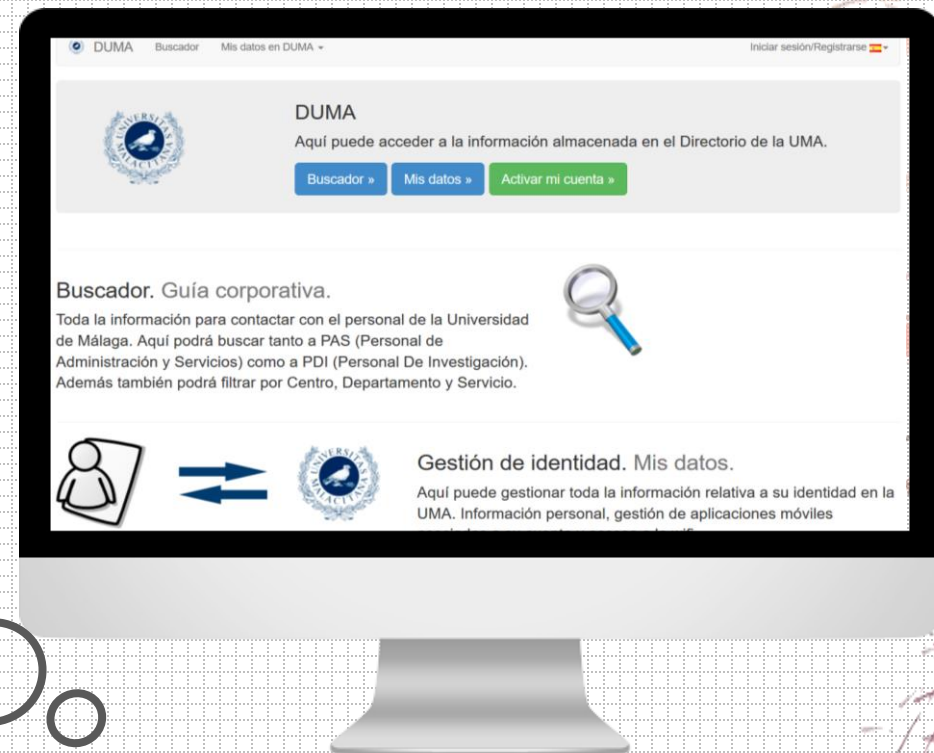 DUMA Buscador Mis datos en DUMA Iniciar sesión/Registrarse
UNIVERSITAS MALACITANA
DUMA
Aquí puede acceder a la información almacenada en el Directorio de la UMA.
Buscador » Mis datos » Activar mi cuenta »
Buscador. Guía corporativa.
Toda la información para contactar con el personal de la Universidad
de Málaga. Aquí podrá buscar tanto a PAS (Personal de
Administración y Servicios) como a PDI (Personal De Investigación).
Además también podrá filtrar por Centro, Departamento y Servicio.
UNIVERSITAS MALACITANA
Gestión de identidad. Mis datos.
Aquí puede gestionar toda la información relativa a su identidad en la
UMA. Información personal, gestión de aplicaciones móviles